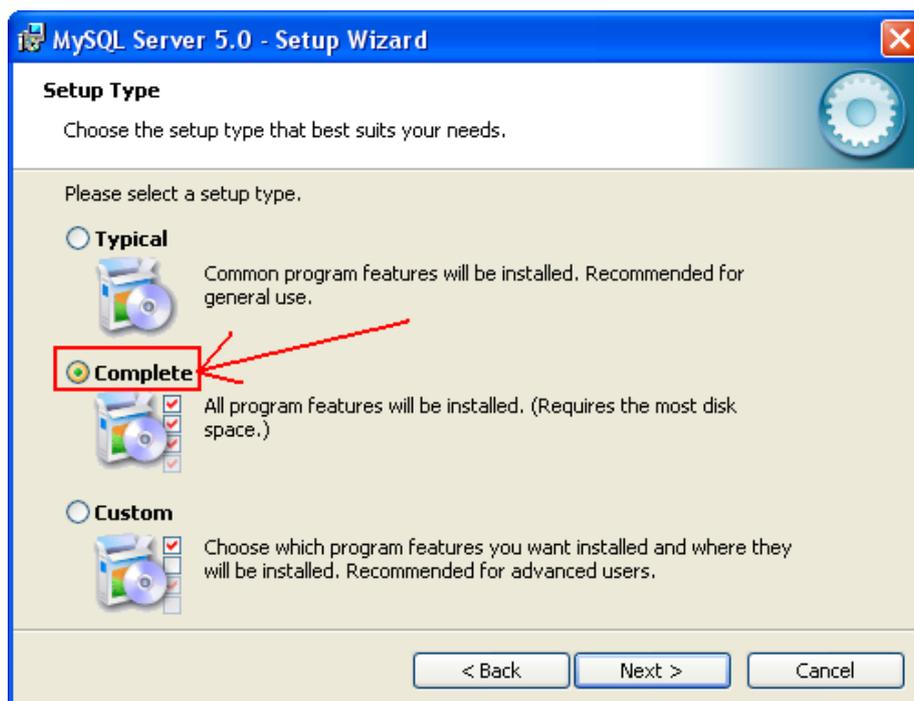 MySQL Server 5.0 - Setup Wizard
Setup Type
Choose the setup type that best suits your needs.
Please select a setup type.
Typical
Common program features will be installed. Recommended for
general use.
Complete
All program features will be installed. (Requires the most disk
space.)
Custom
Choose which program features you want installed and where they
will be installed. Recommended for advanced users.
< Back
Next >
Cancel